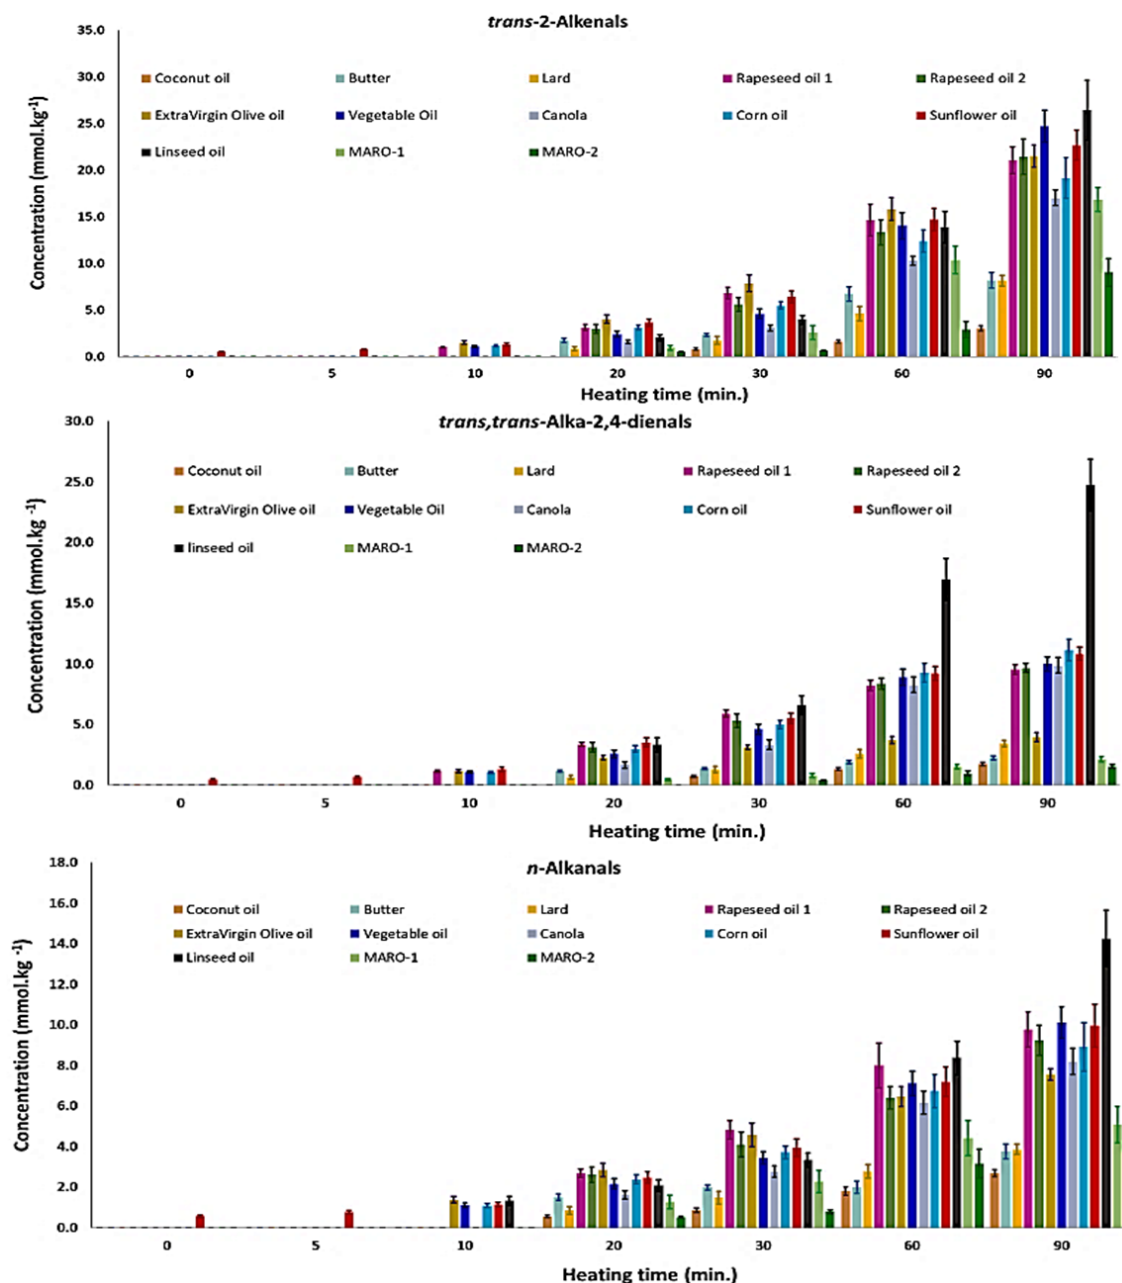 trans-2-Alkenals
35.0
30.0
25.0
20.0
15.0
10.0
5.0
0.0
Concentration (mmol.kg -1)
Coconut oil Butter Lard Rapeseed oil 1 Rapeseed oil 2
ExtraVirgin Olive oil Vegetable Oil Canola Corn oil Sunflower oil
Linseed oil MARO-1 MARO-2
0 5 10 20 30 60 90
Heating time (min.)
trans,trans-Alka-2,4-dienals
30.0
25.0
20.0
15.0
10.0
5.0
0.0
Concentration (mmol.kg -1)
Coconut oil Butter Lard Rapeseed oil 1 Rapeseed oil 2
ExtraVirgin Olive oil Vegetable Oil Canola Corn oil Sunflower oil
linseed oil MARO-1 MARO-2
0 5 10 20 30 60 90
Heating time (min.)
n-Alkanals
18.0
16.0
14.0
12.0
10.0
8.0
6.0
4.0
2.0
0.0
Concentration (mmol.kg -1)
Coconut oil Butter Lard Rapeseed oil 1 Rapeseed oil 2
ExtraVirgin Olive oil Vegetable oil Canola Corn oil Sunflower oil
Linseed oil MARO-1 MARO-2
0 5 10 20 30 60 90
Heating time (min.)